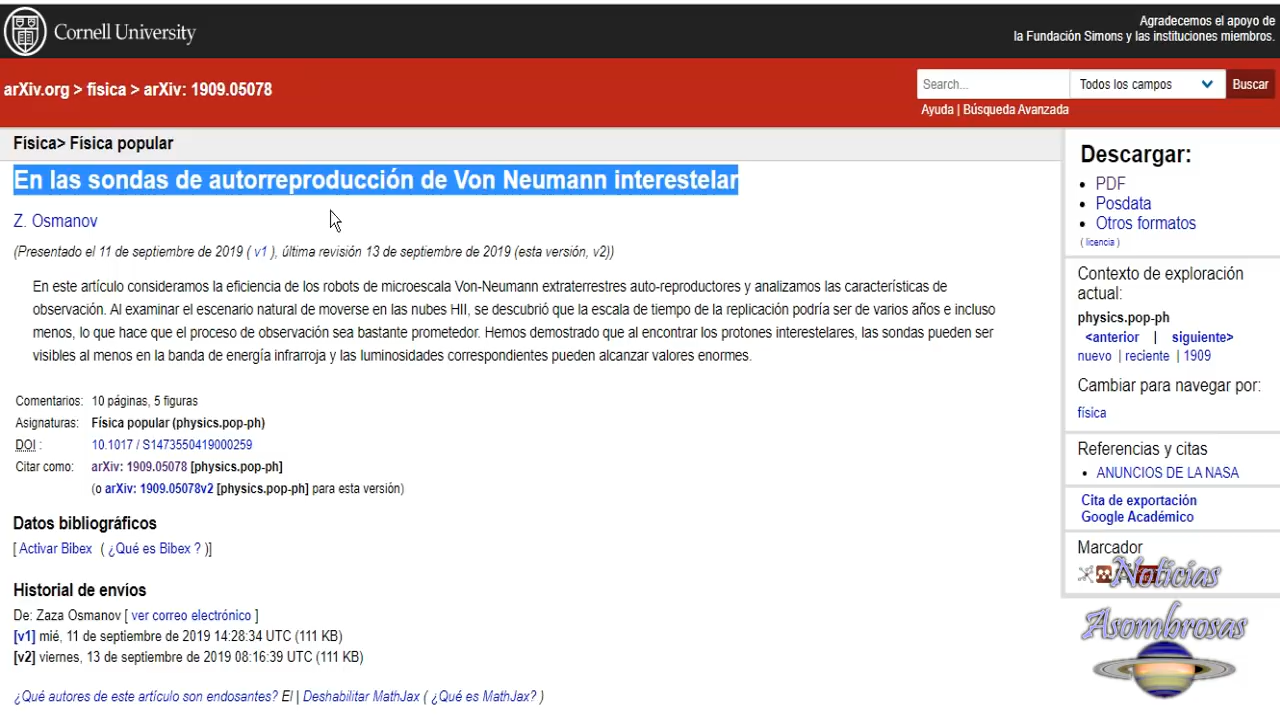 Cornell University
Agradecemos el apoyo de
la Fundación Simons y las instituciones miembros.
arXiv.org > física > arXiv: 1909.05078
Search...
Todos los campos
Buscar
Ayuda | Búsqueda Avanzada
Física> Física popular
En las sondas de autorreproducción de Von Neumann interestelar
Z. Osmanov
(Presentado el 11 de septiembre de 2019 ( v1 ), última revisión 13 de septiembre de 2019 (esta versión, v2))
En este artículo consideramos la eficiencia de los robots de microescala Von-Neumann extraterrestres auto-reproductores y analizamos las características de
observación. Al examinar el escenario natural de moverse en las nubes HII, se descubrió que la escala de tiempo de la replicación podría ser de varios años e incluso
menos, lo que hace que el proceso de observación sea bastante prometedor. Hemos demostrado que al encontrar los protones interestelares, las sondas pueden ser
visibles al menos en la banda de energía infrarroja y las luminosidades correspondientes pueden alcanzar valores enormes.
Comentarios: 10 páginas, 5 figuras
Asignaturas: Física popular (physics.pop-ph)
DOI : 10.1017 / S1473550419000259
Citar como: arXiv: 1909.05078 [physics.pop-ph]
(o arXiv: 1909.05078v2 [physics.pop-ph] para esta versión)
Datos bibliográficos
[ Activar Bibex ( ¿Qué es Bibex ? )]
Historial de envíos
De: Zaza Osmanov [ ver correo electrónico ]
[v1] mié, 11 de septiembre de 2019 14:28:34 UTC (111 KB)
[v2] viernes, 13 de septiembre de 2019 08:16:39 UTC (111 KB)
¿Qué autores de este artículo son endosantes? El | Deshabilitar MathJax ( ¿Qué es MathJax? )
Descargar:
PDF
Posdata
Otros formatos
( licencia )
Contexto de exploración
actual:
physics.pop-ph
<anterior | siguiente>
nuevo | reciente | 1909
Cambiar para navegar por:
física
Referencias y citas
ANUNCIOS DE LA NASA
Cita de exportación
Google Académico
Marcador
Noticias
Asombrosas